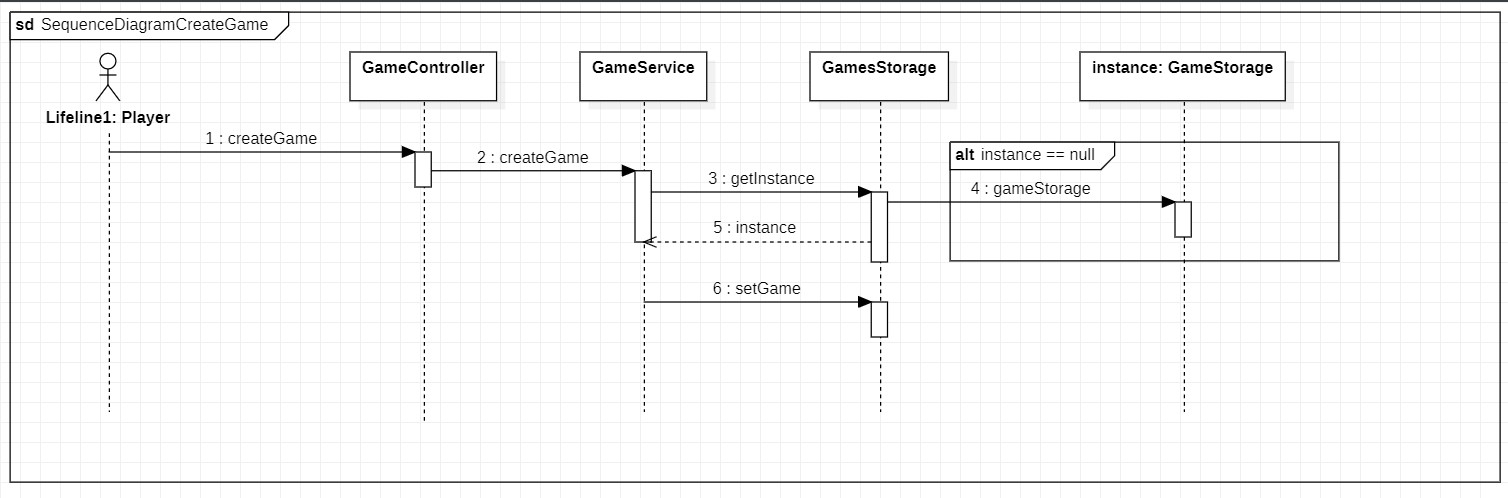 sd SequenceDiagramCreateGame
Lifeline1: Player
GameController
GameService
GamesStorage
instance: GameStorage
1 : createGame
2 : createGame
3 : getInstance
alt instance == null
4 : gameStorage
5 : instance
6 : setGame